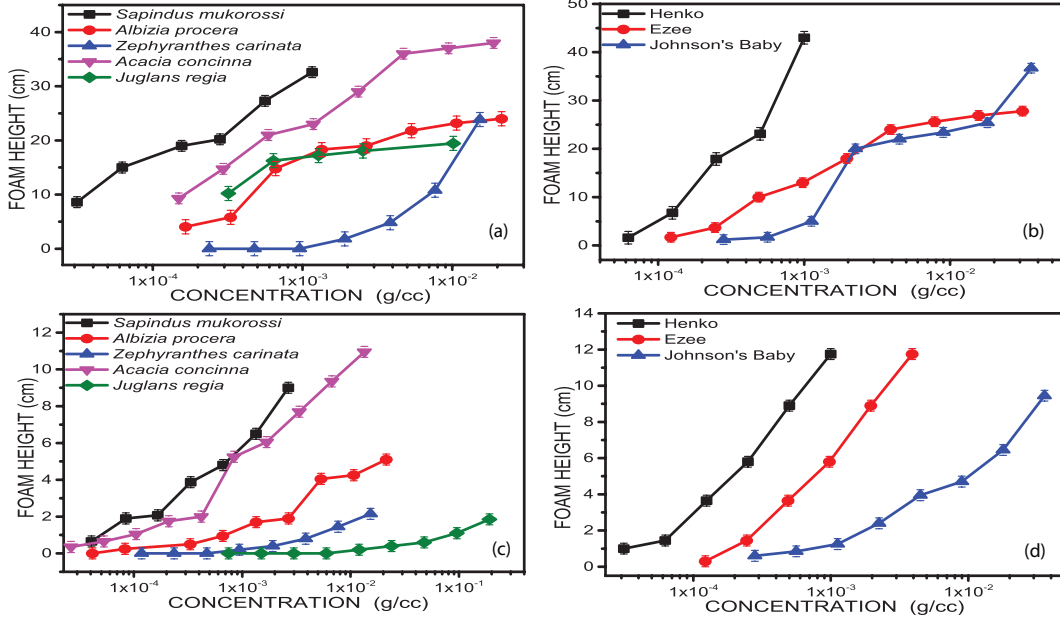 FOAM HEIGHT (cm)
40
30
20
10
0
Sapindus mukorossi
Albizia procera
Zephyranthes carinata
Acacia concinna
Juglans regia
(a)
1x10⁻⁴
1x10⁻³
1x10⁻²
CONCENTRATION (g/cc)
FOAM HEIGHT (cm)
50
40
30
20
10
0
Henko
Ezee
Johnson's Baby
(b)
1x10⁻⁴
1x10⁻³
1x10⁻²
CONCENTRATION (g/cc)
FOAM HEIGHT (cm)
12
10
8
6
4
2
0
Sapindus mukorossi
Albizia procera
Zephyranthes carinata
Acacia concinna
Juglans regia
(c)
1x10⁻⁴
1x10⁻³
1x10⁻²
1x10⁻¹
CONCENTRATION (g/cc)
FOAM HEIGHT (cm)
14
12
10
8
6
4
2
0
Henko
Ezee
Johnson's Baby
(d)
1x10⁻⁴
1x10⁻³
1x10⁻²
CONCENTRATION (g/cc)